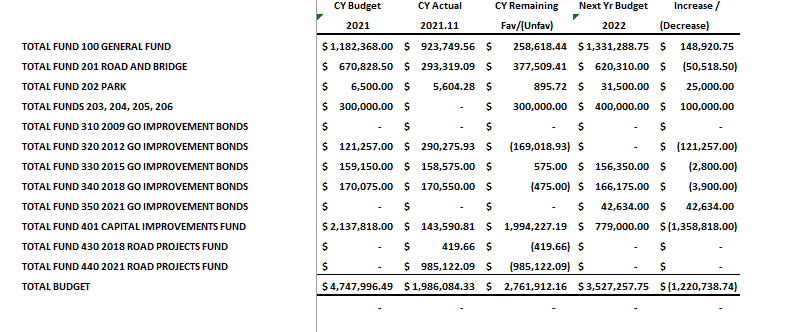 CY Budget CY Actual CY Remaining Next Yr Budget Increase /
2021 2021.11 Fav/(Unfav) 2022 (Decrease)
TOTAL FUND 100 GENERAL FUND $1,182,368.00 $ 923,749.56 $ 258,618.44 $1,331,288.75 $ 148,920.75
TOTAL FUND 201 ROAD AND BRIDGE $ 670,828.50 $ 293,319.09 $ 377,509.41 $ 620,310.00 $ (50,518.50)
TOTAL FUND 202 PARK $ 6,500.00 $ 5,604.28 $ 895.72 $ 31,500.00 $ 25,000.00
TOTAL FUNDS 203, 204, 205, 206 $ 300,000.00 $ - $ 300,000.00 $ 400,000.00 $ 100,000.00
TOTAL FUND 310 2009 GO IMPROVEMENT BONDS $ - $ - $ - $ - $ -
TOTAL FUND 320 2012 GO IMPROVEMENT BONDS $ 121,257.00 $ 290,275.93 $ (169,018.93) $ - $ (121,257.00)
TOTAL FUND 330 2015 GO IMPROVEMENT BONDS $ 159,150.00 $ 158,575.00 $ 575.00 $ 156,350.00 $ (2,800.00)
TOTAL FUND 340 2018 GO IMPROVEMENT BONDS $ 170,075.00 $ 170,550.00 $ (475.00) $ 166,175.00 $ (3,900.00)
TOTAL FUND 350 2021 GO IMPROVEMENT BONDS $ - $ - $ - $ 42,634.00 $ 42,634.00
TOTAL FUND 401 CAPITAL IMPROVEMENTS FUND $2,137,818.00 $ 143,590.81 $ 1,994,227.19 $ 779,000.00 $(1,358,818.00)
TOTAL FUND 430 2018 ROAD PROJECTS FUND $ - $ 419.66 $ (419.66) $ - $ -
TOTAL FUND 440 2021 ROAD PROJECTS FUND $ - $ 985,122.09 $ (985,122.09) $ - $ -
TOTAL BUDGET $4,747,996.49 $1,986,084.33 $ 2,761,912.16 $3,527,257.75 $(1,220,738.74)
- - - - -